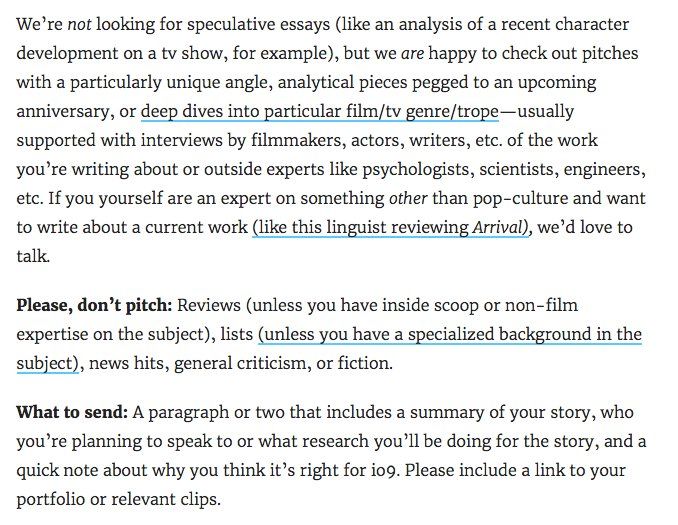 We’re not looking for speculative essays (like an analysis of a recent character
development on a tv show, for example), but we are happy to check out pitches
with a particularly unique angle, analytical pieces pegged to an upcoming
anniversary, or deep dives into particular film/tv genre/trope—usually
supported with interviews by filmmakers, actors, writers, etc. of the work
you’re writing about or outside experts like psychologists, scientists, engineers,
etc. If you yourself are an expert on something other than pop-culture and want
to write about a current work (like this linguist reviewing Arrival), we’d love to
talk.
Please, don’t pitch: Reviews (unless you have inside scoop or non-film
expertise on the subject), lists (unless you have a specialized background in the
subject), news hits, general criticism, or fiction.
What to send: A paragraph or two that includes a summary of your story, who
you’re planning to speak to or what research you’ll be doing for the story, and a
quick note about why you think it’s right for io9. Please include a link to your
portfolio or relevant clips.